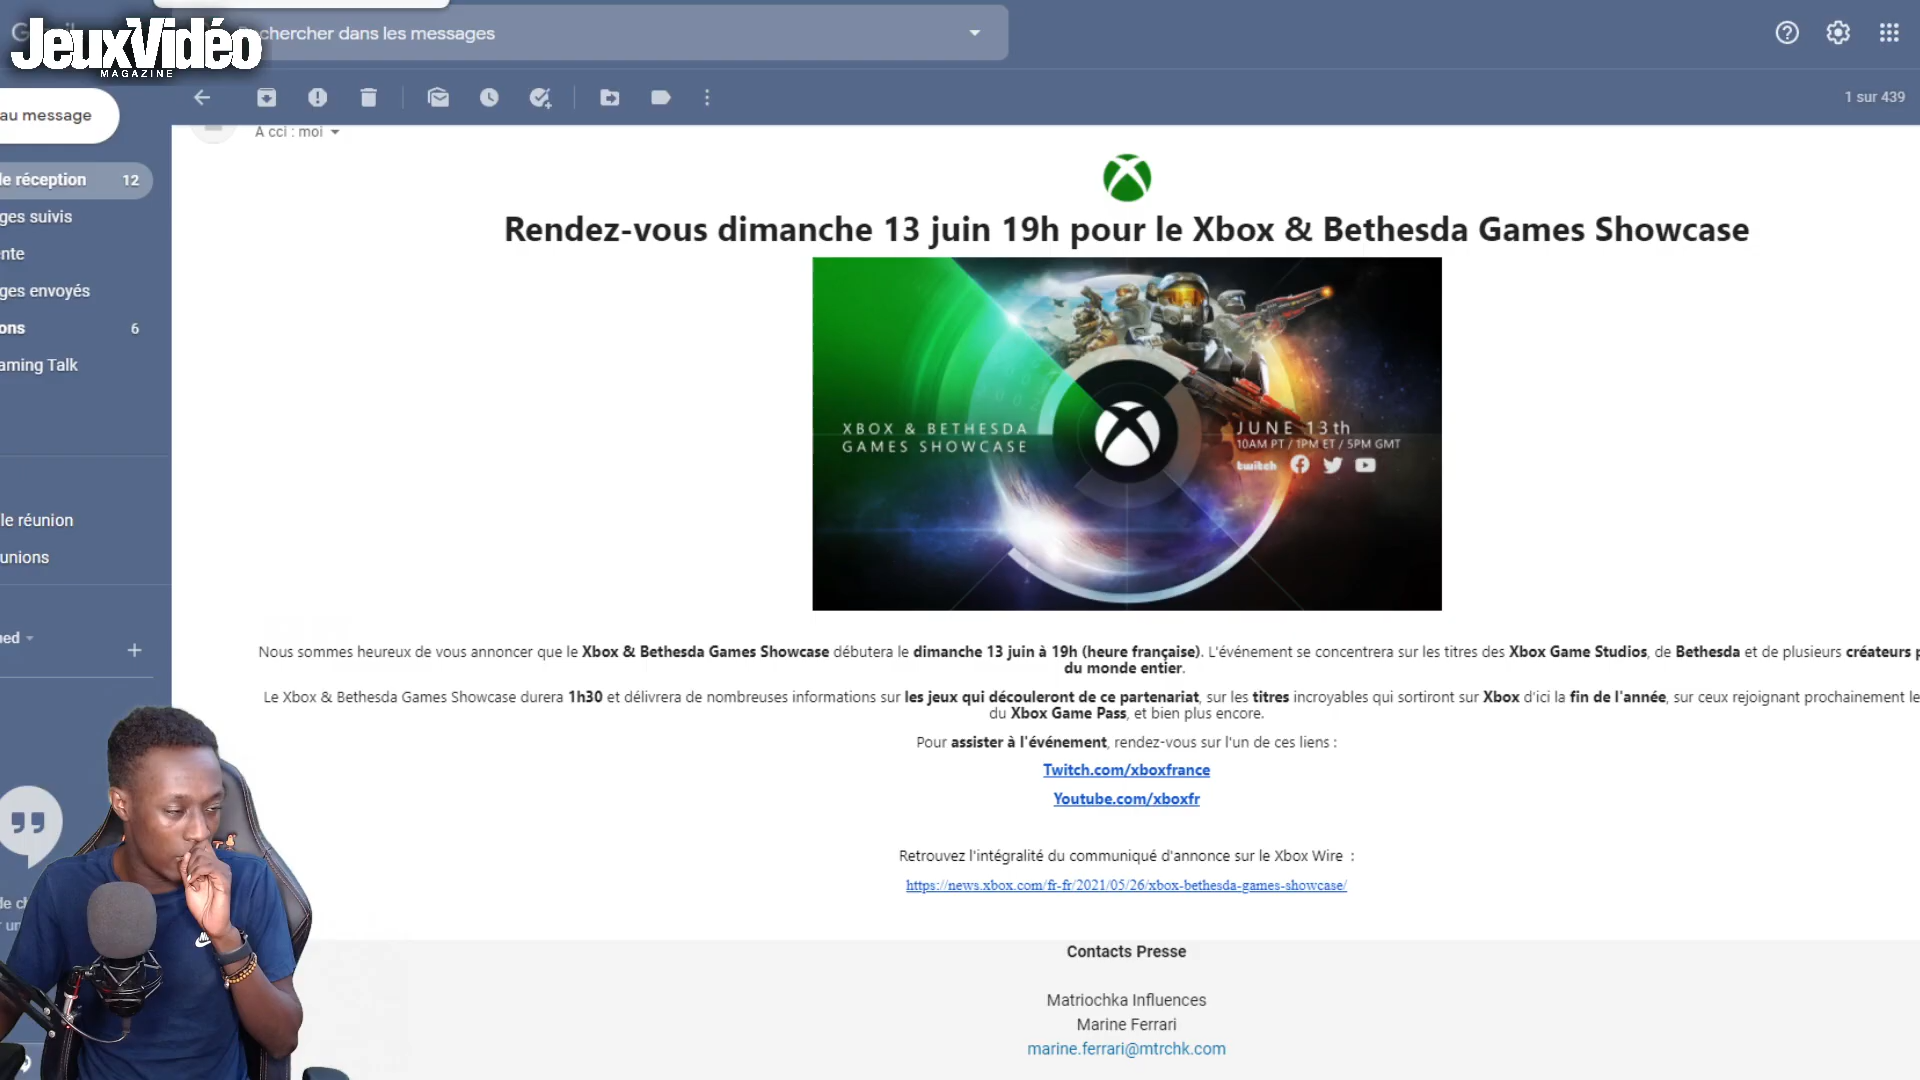 JeuxVidéo
MAGAZINE
chercher dans les messages
au message
1 sur 439
À cci : moi
de réception 12
ges suivis
ente
ges envoyés
ons 6
aming Talk
le réunion
unions
Rendez-vous dimanche 13 juin 19h pour le Xbox & Bethesda Games Showcase
XBOX & BETHESDA
GAMES SHOWCASE
JUNE 13th
10AM PT / 1PM ET / 5PM GMT
twitch
Nous sommes heureux de vous annoncer que le Xbox & Bethesda Games Showcase débutera le dimanche 13 juin à 19h (heure française). L'événement se concentrera sur les titres des Xbox Game Studios, de Bethesda et de plusieurs créateurs p
du monde entier.
Le Xbox & Bethesda Games Showcase durera 1h30 et délivrera de nombreuses informations sur les jeux qui découleront de ce partenariat, sur les titres incroyables qui sortiront sur Xbox d'ici la fin de l'année, sur ceux rejoignant prochainement le
du Xbox Game Pass, et bien plus encore.
Pour assister à l'événement, rendez-vous sur l'un de ces liens :
Twitch.com/xboxfrance
Youtube.com/xboxfr
Retrouvez l'intégralité du communiqué d'annonce sur le Xbox Wire :
https://news.xbox.com/fr-fr/2021/05/26/xbox-bethesda-games-showcase/
Contacts Presse
Matriochka Influences
Marine Ferrari
marine.ferrari@mtrchk.com